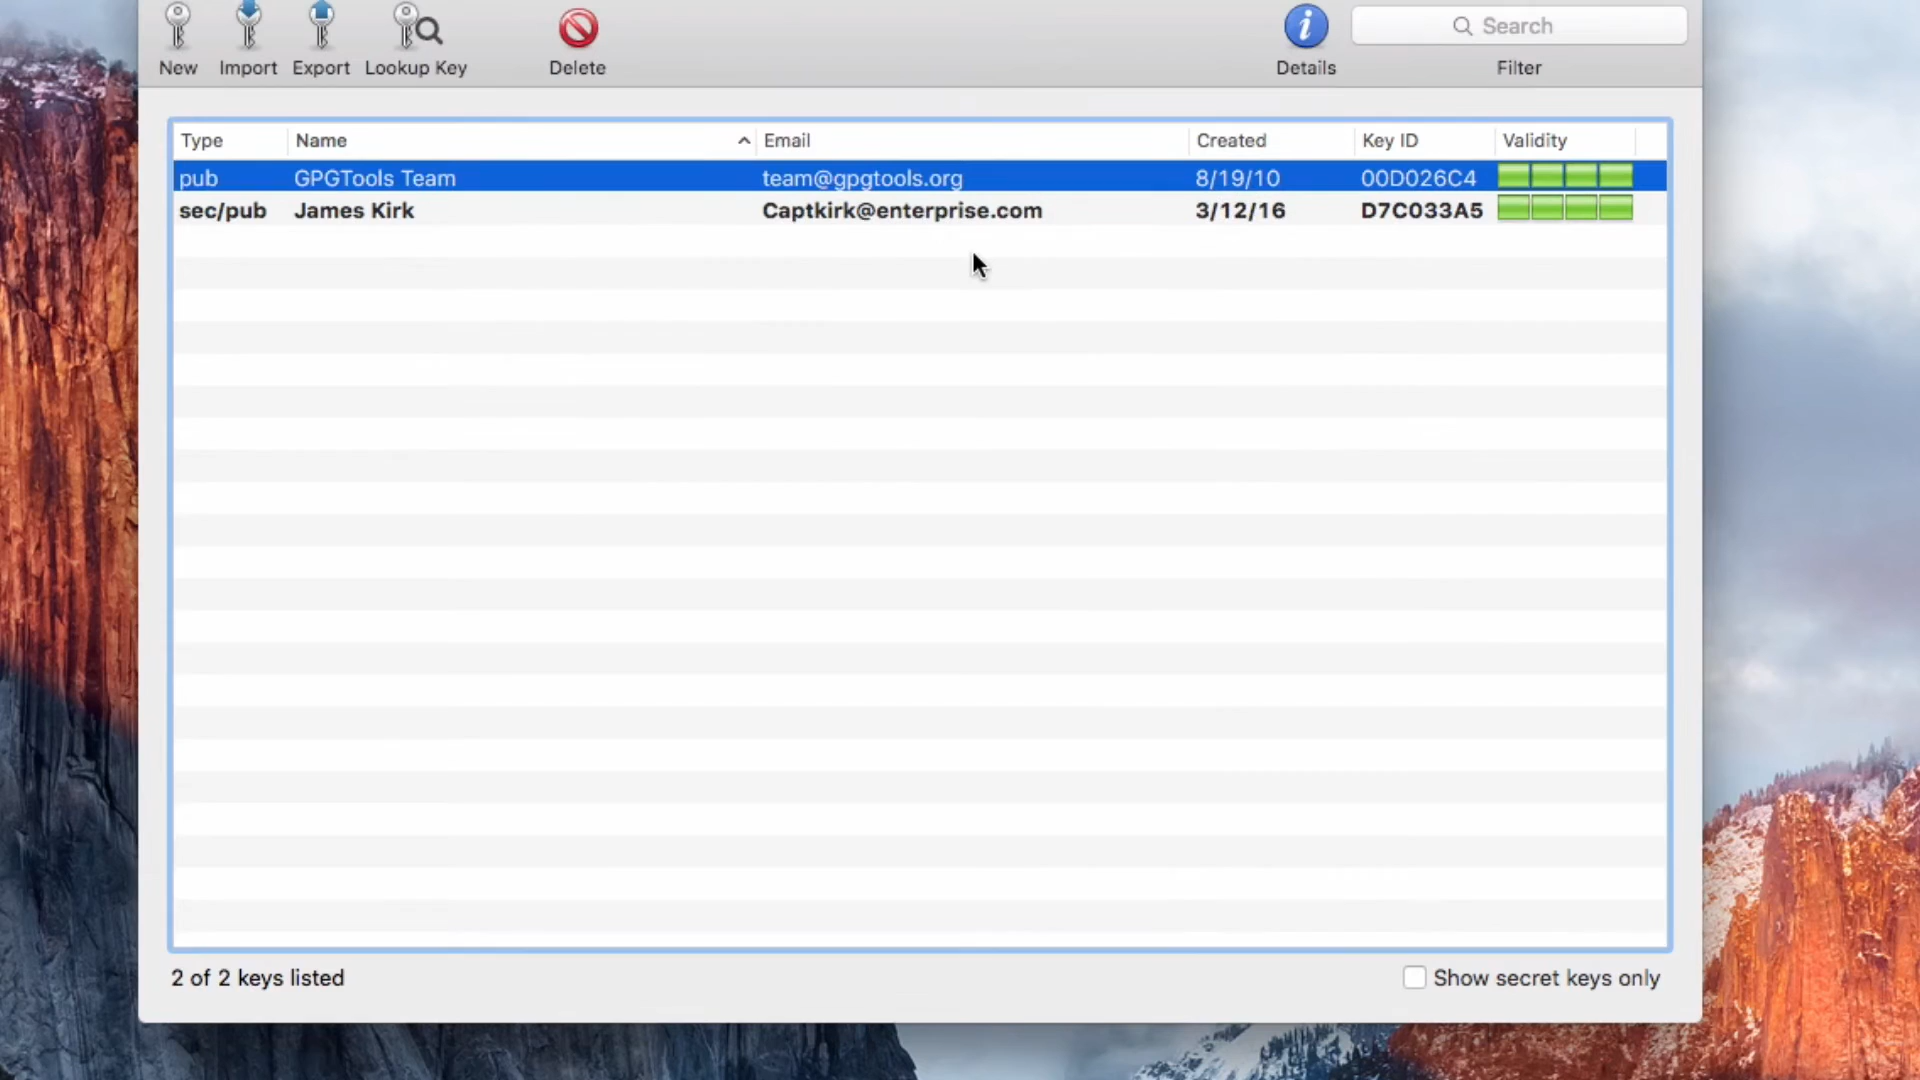 New Import Export Lookup Key Delete Details Search Filter
Type Name Email Created Key ID Validity
pub GPGTools Team team@gpgtools.org 8/19/10 00D026C4
sec/pub James Kirk Captkirk@enterprise.com 3/12/16 D7C033A5
2 of 2 keys listed Show secret keys only